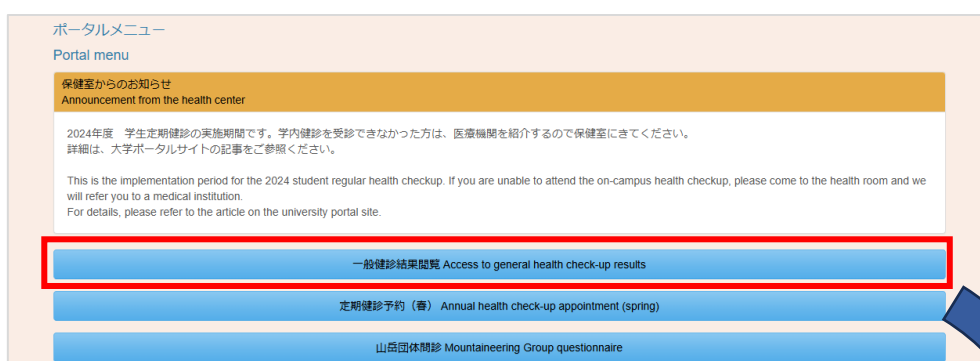 ポータルメニュー
Portal menu
保健室からのお知らせ
Announcement from the health center
2024年度　学生定期健診の実施期間です。学内健診を受診できなかった方は、医療機関を紹介するので保健室にきてください。
詳細は、大学ポータルサイトの記事をご参照ください。
This is the implementation period for the 2024 student regular health checkup. If you are unable to attend the on-campus health checkup, please come to the health room and we
will refer you to a medical institution.
For details, please refer to the article on the university portal site.
一般健診結果閲覧 Access to general health check-up results
定期健診予約（春） Annual health check-up appointment (spring)
山岳団体問診 Mountaineering Group questionnaire